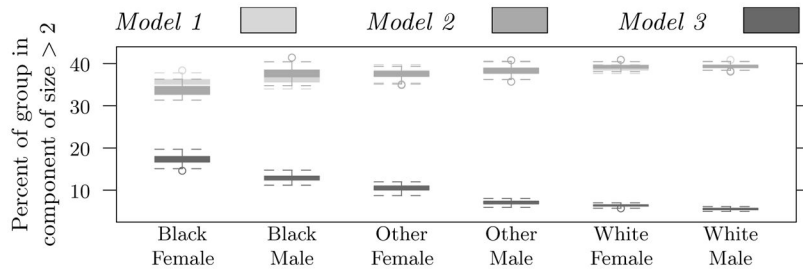 Model 1 Model 2 Model 3
Percent of group in
component of size > 2
40
30
20
10
Black Black Other Other White White
Female Male Female Male Female Male